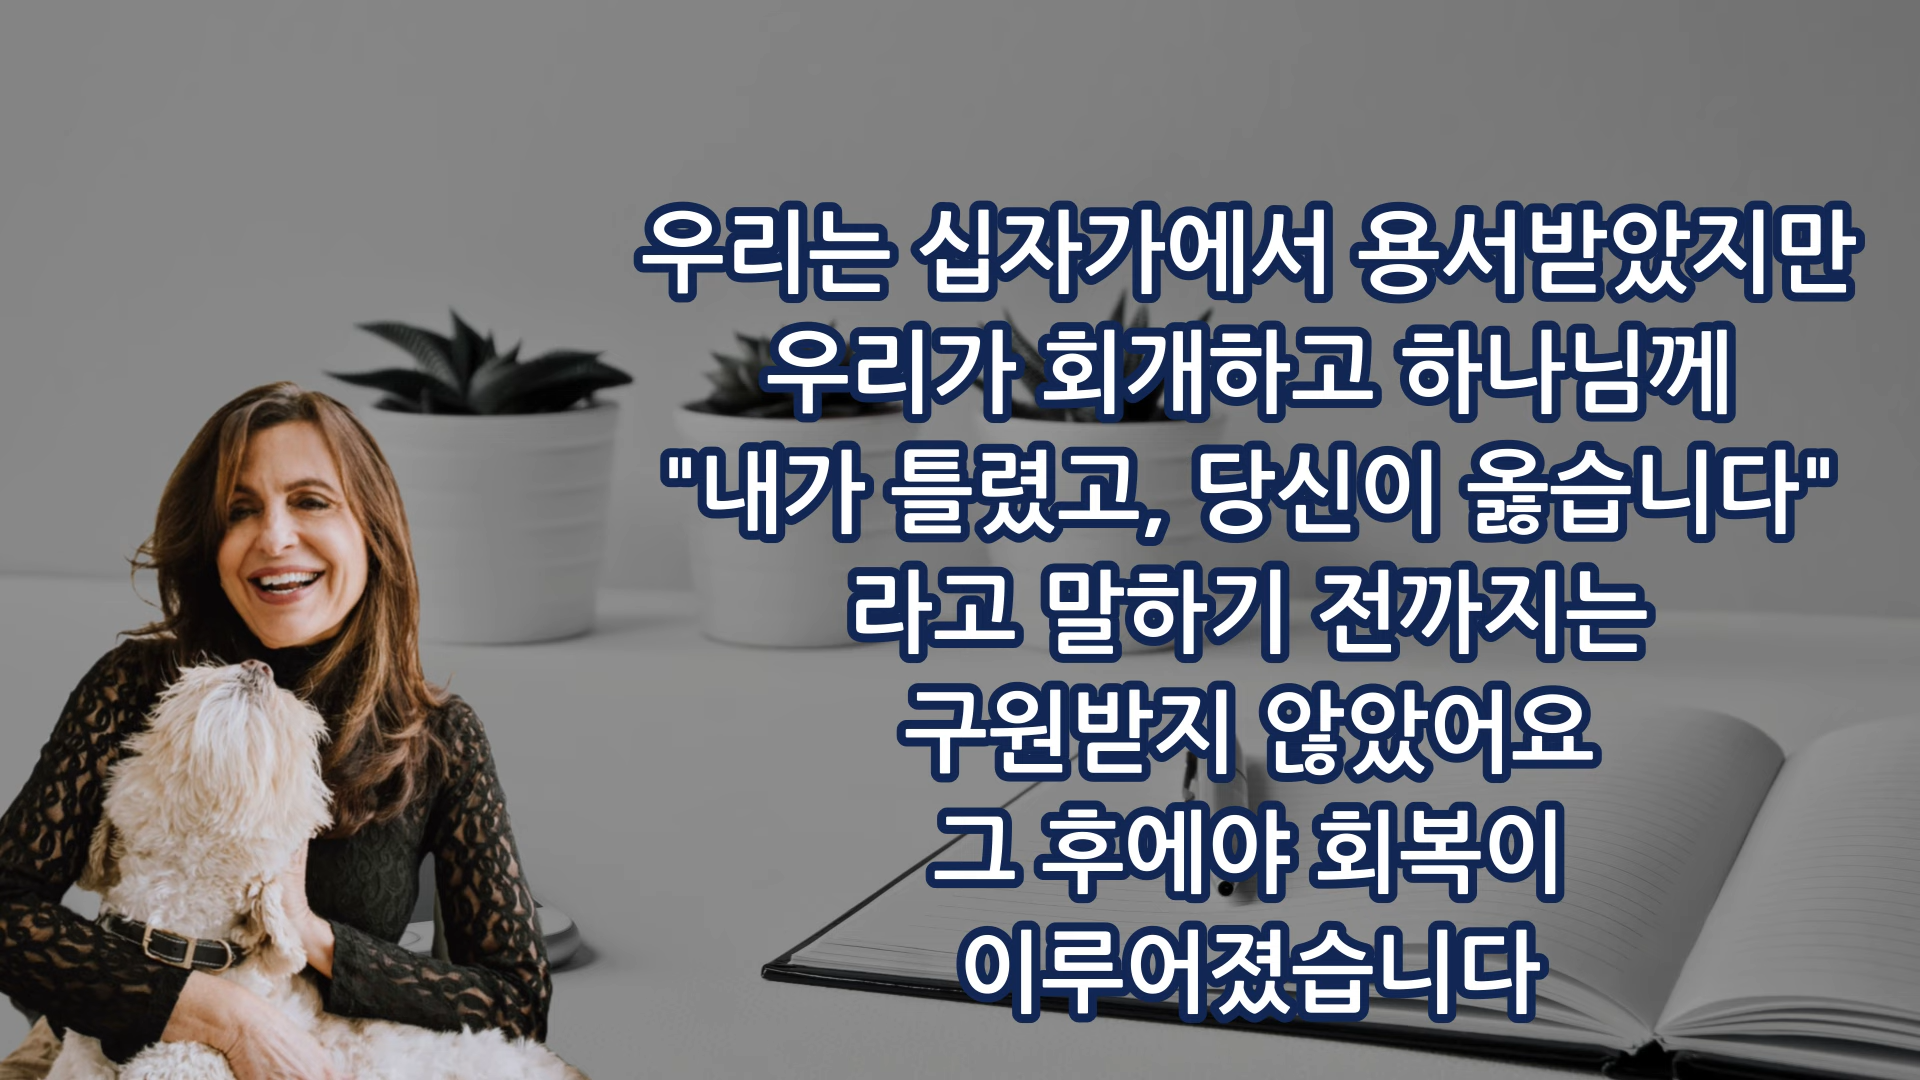 우리는 십자가에서 용서받았지만
우리가 회개하고 하나님께
"내가 틀렸고, 당신이 옳습니다"
라고 말하기 전까지는
구원받지 않았어요
그 후에야 회복이
이루어졌습니다